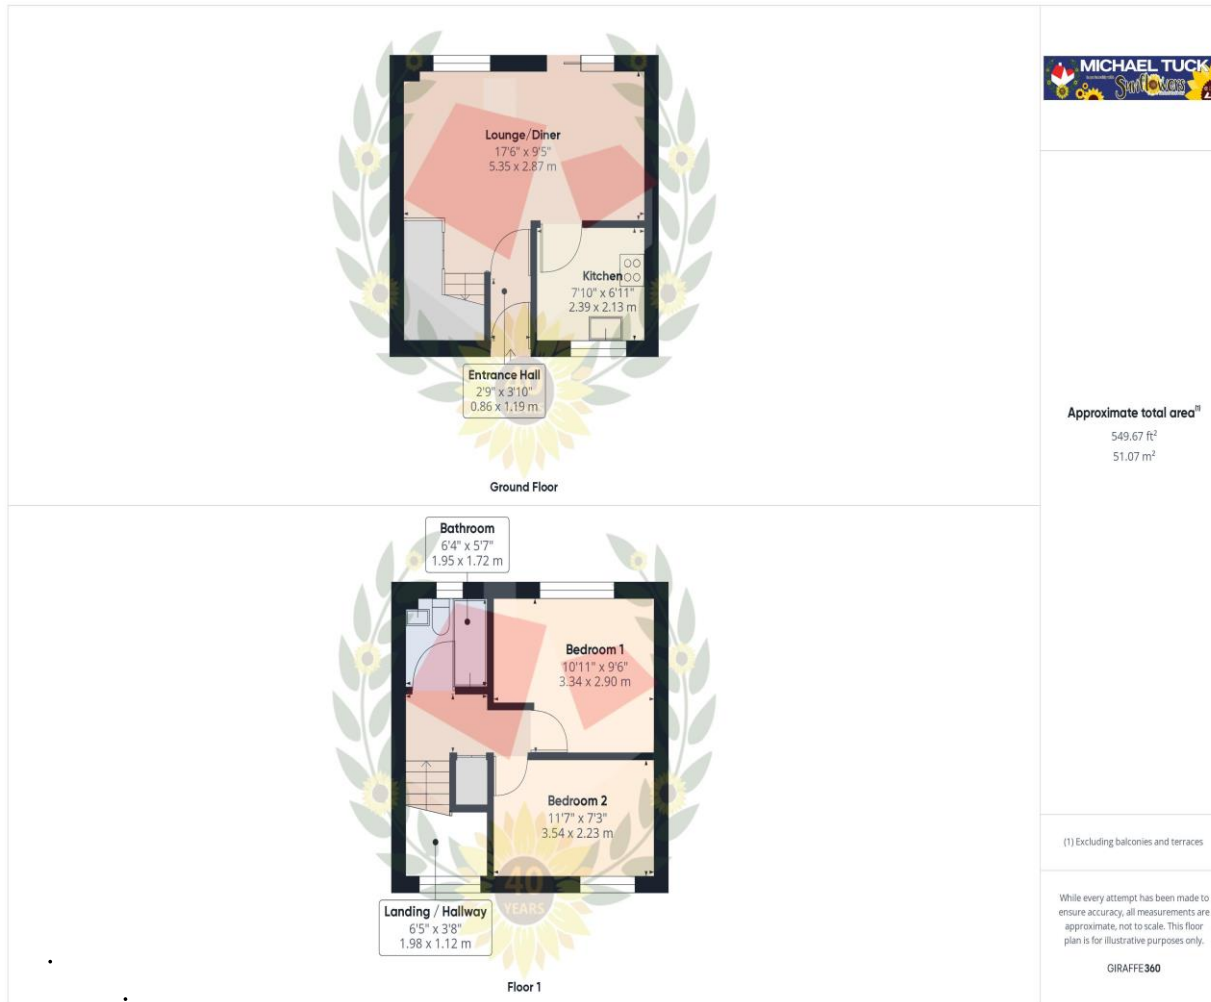 Lounge/Diner
17'6" x 9'5"
5.35 x 2.87 m
Kitchen
7'10" x 6'11"
2.39 x 2.13 m
Entrance Hall
2'9" x 3'10"
0.86 x 1.19 m
40
Ground Floor
MICHAEL TUCK
Sunflowers
Approximate total area(1)
549.67 ft²
51.07 m²
Bathroom
6'4" x 5'7"
1.95 x 1.72 m
Bedroom 1
10'11" x 9'6"
3.34 x 2.90 m
Bedroom 2
11'7" x 7'3"
3.54 x 2.23 m
40
YEARS
Landing / Hallway
6'5" x 3'8"
1.98 x 1.12 m
Floor 1
(1) Excluding balconies and terraces
While every attempt has been made to
ensure accuracy, all measurements are
approximate, not to scale. This floor
plan is for illustrative purposes only.
GIRAFFE360